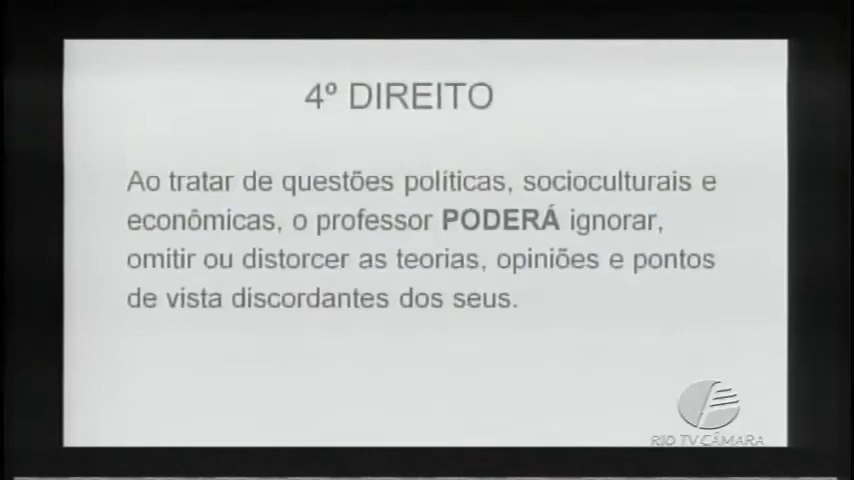 4º DIREITO
Ao tratar de questões políticas, socioculturais e
econômicas, o professor PODERÁ ignorar,
omitir ou distorcer as teorias, opiniões e pontos
de vista discordantes dos seus.
RIO TV CÂMARA